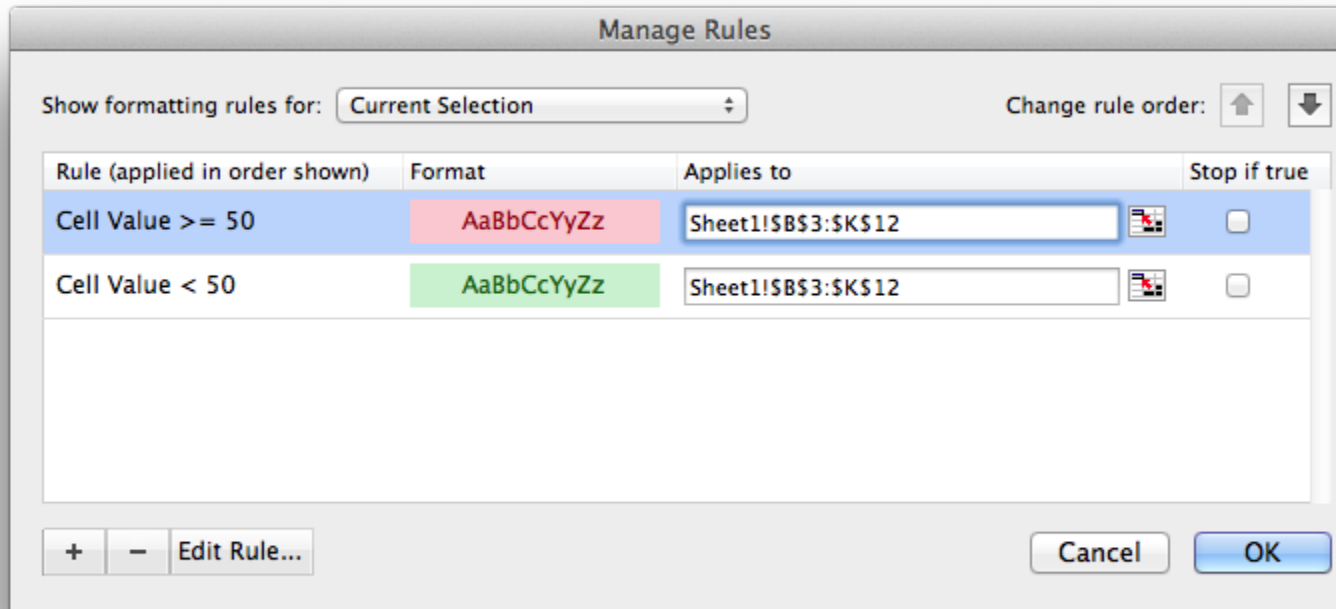 Manage Rules
Show formatting rules for: Current Selection Change rule order:
Rule (applied in order shown) Format Applies to Stop if true
Cell Value >= 50 AaBbCcYyZz Sheet1!$B$3:$K$12
Cell Value < 50 AaBbCcYyZz Sheet1!$B$3:$K$12
+ − Edit Rule... Cancel OK